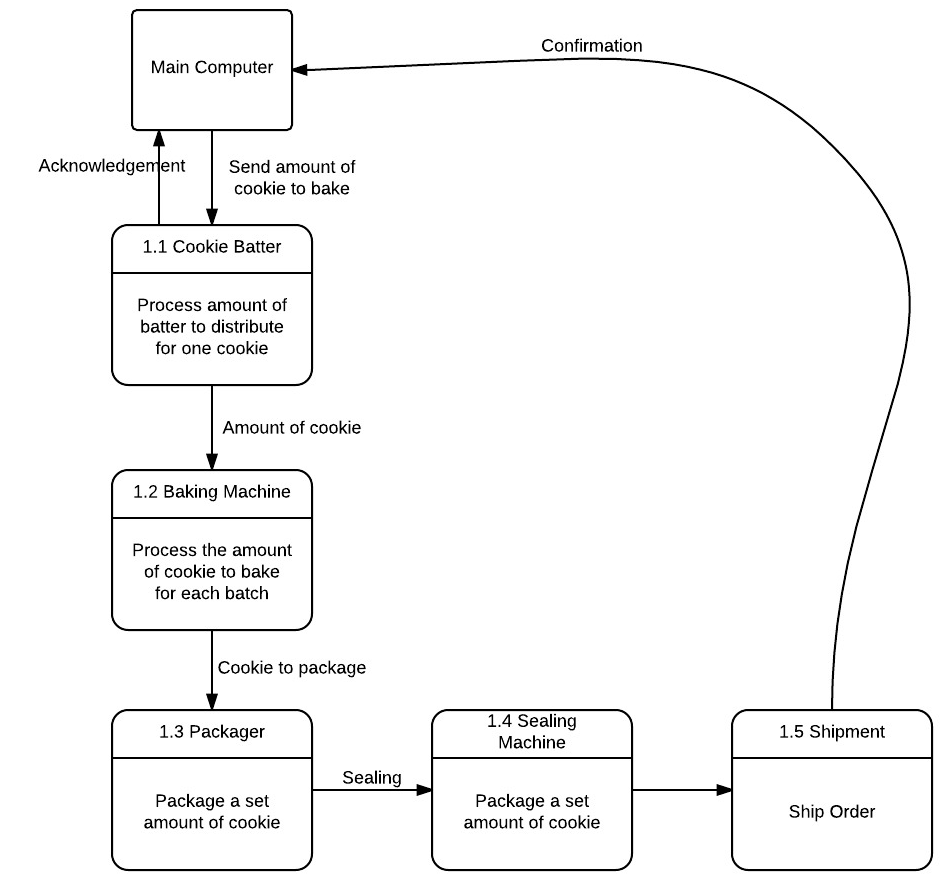 Main Computer
Confirmation
Acknowledgement
Send amount of
cookie to bake
1.1 Cookie Batter
Process amount of
batter to distribute
for one cookie
Amount of cookie
1.2 Baking Machine
Process the amount
of cookie to bake
for each batch
Cookie to package
1.3 Packager
Package a set
amount of cookie
Sealing
1.4 Sealing
Machine
Package a set
amount of cookie
1.5 Shipment
Ship Order